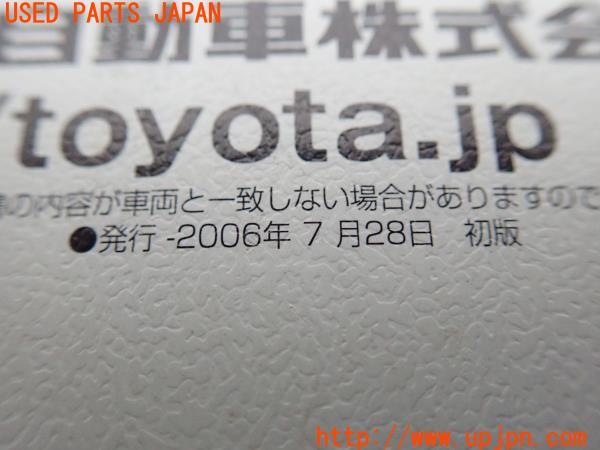 USED PARTS JAPAN
自動車株式会
/toyota.jp
の内容が車両と一致しない場合がありますので
●発行 -2006年 7 月28日 初版
http://www.upjpn.com